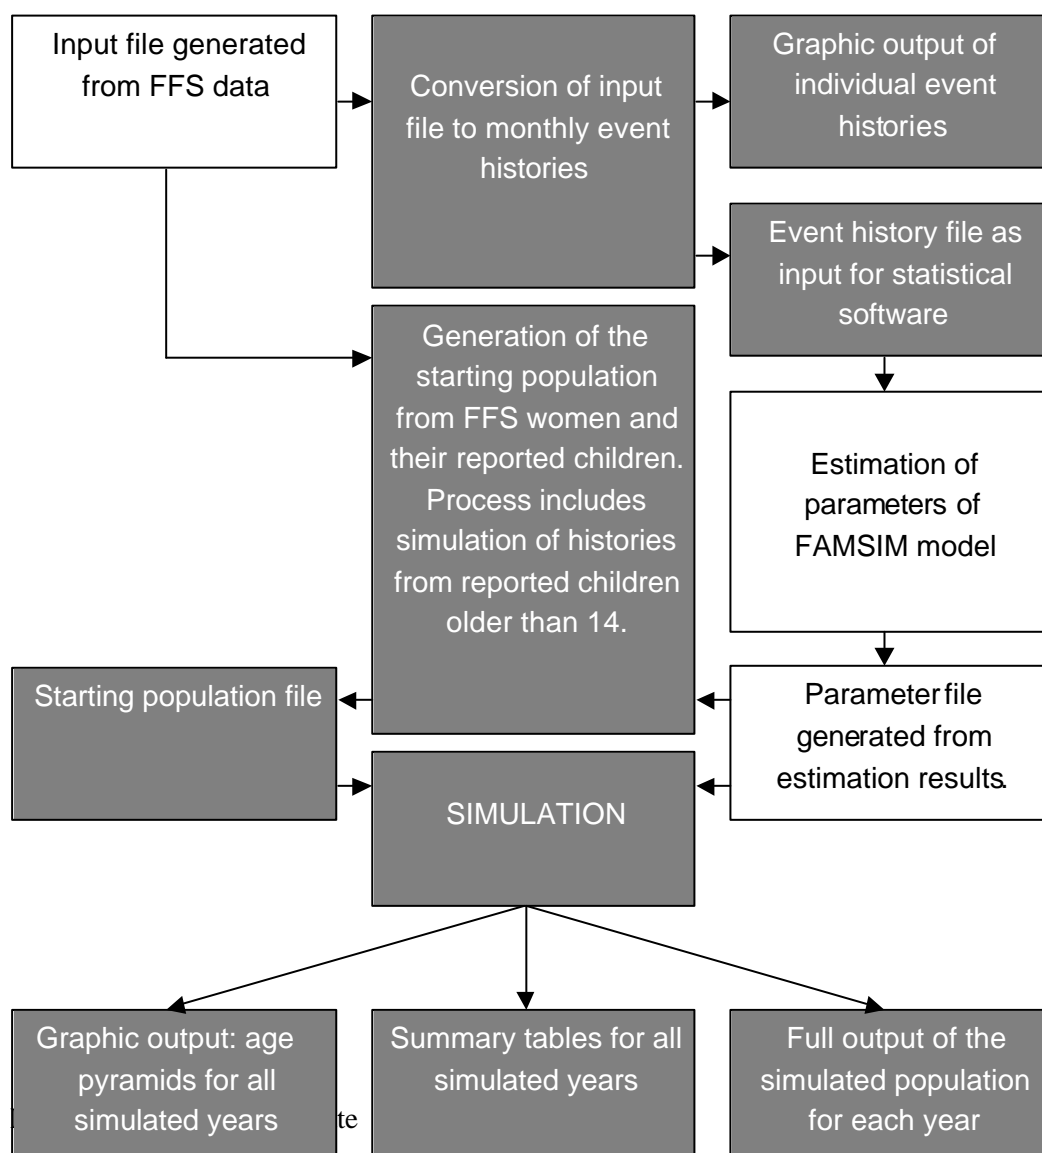 Input file generated
from FFS data
Conversion of input
file to monthly event
histories
Graphic output of
individual event
histories
Event history file as
input for statistical
software
Generation of the
starting population
from FFS women and
their reported children.
Process includes
simulation of histories
from reported children
older than 14.
Estimation of
parameters of
FAMSIM model
Starting population file
Parameter file
generated from
estimation results.
SIMULATION
Graphic output: age
pyramids for all
simulated years
Summary tables for all
simulated years
Full output of the
simulated population
for each year
te